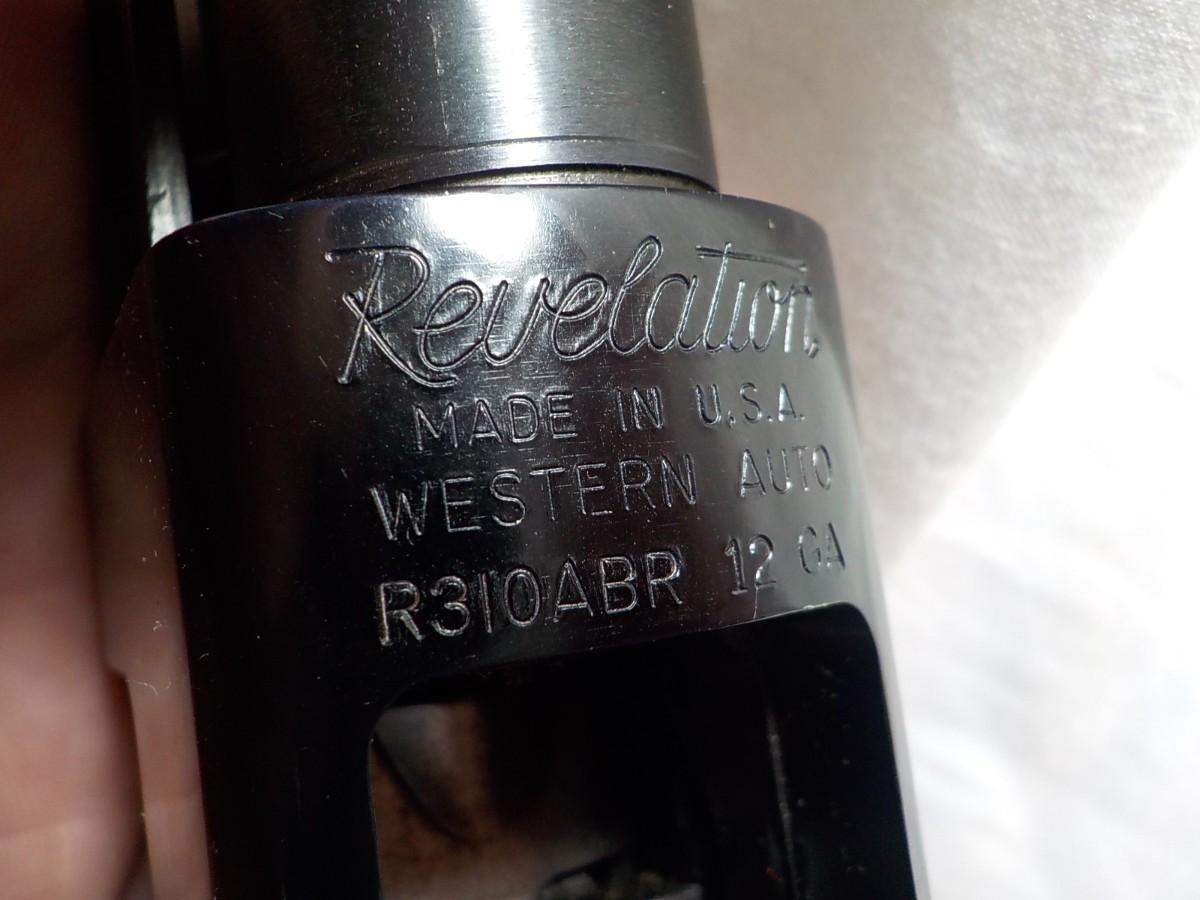 Revelation
MADE IN U.S.A.
WESTERN AUTO
R310ABR 12 GA